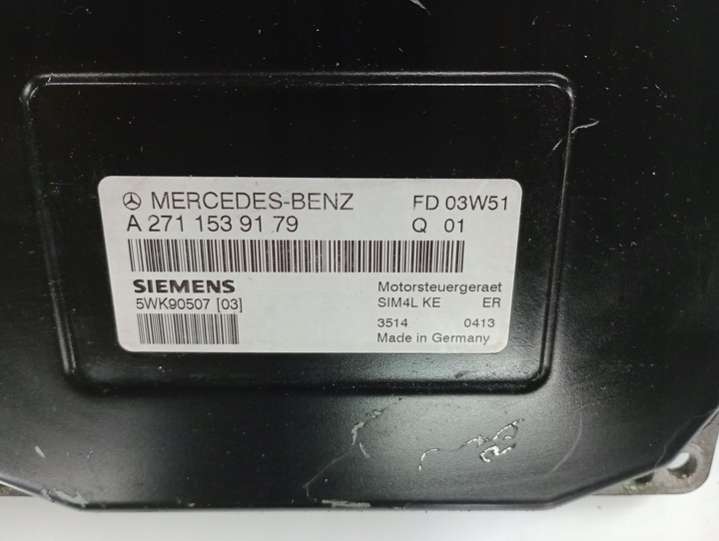 MERCEDES-BENZ FD 03W51
A 271 153 91 79 Q 01
SIEMENS Motorsteuergeraet
5WK90507 [03] SIM4L KE ER
3514 0413
Made in Germany